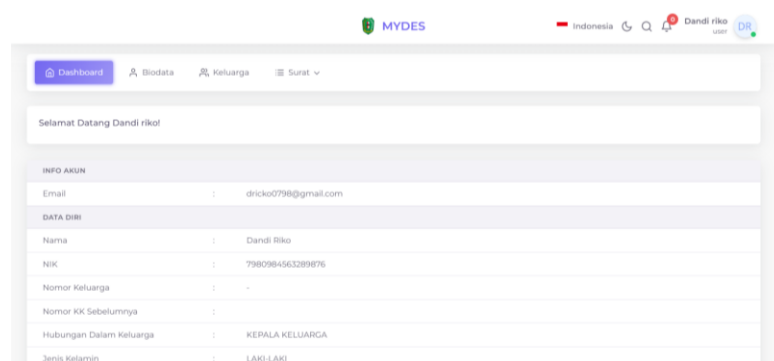 MYDES
Indonesia
0
Dandi riko
user
DR
Dashboard Biodata Keluarga Surat
Selamat Datang Dandi riko!
INFO AKUN
Email : dricko0798@gmail.com
DATA DIRI
Nama : Dandi Riko
NIK : 7980984563289876
Nomor Keluarga : -
Nomor KK Sebelumnya :
Hubungan Dalam Keluarga : KEPALA KELUARGA
Jenis Kelamin : LAKI-LAKI